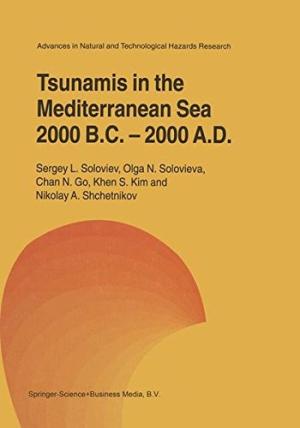 Advances in Natural and Technological Hazards Research
Tsunamis in the
Mediterranean Sea
2000 B.C. – 2000 A.D.
Sergey L. Soloviev, Olga N. Solovieva,
Chan N. Go, Khen S. Kim and
Nikolay A. Shchetnikov
Springer-Science+Business Media, B.V.